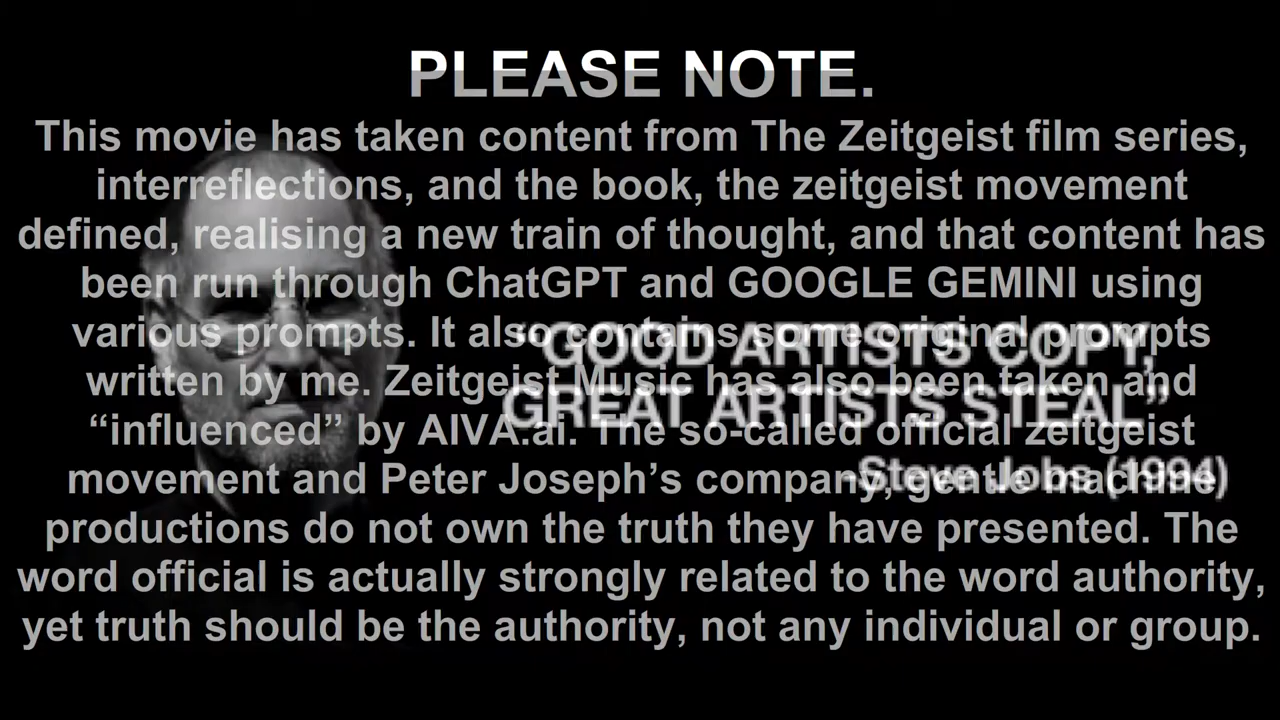 PLEASE NOTE.
This movie has taken content from The Zeitgeist film series,
interreflections, and the book, the zeitgeist movement
defined, realising a new train of thought, and that content has
been run through ChatGPT and GOOGLE GEMINI using
various prompts. It also contains some original prompts
written by me. Zeitgeist Music has also been taken and
“influenced” by AIVA.ai. The so-called official zeitgeist
movement and Peter Joseph’s company, gentle machine
productions do not own the truth they have presented. The
word official is actually strongly related to the word authority,
yet truth should be the authority, not any individual or group.
“GOOD ARTISTS COPY,
GREAT ARTISTS STEAL”
-Steve Jobs (1994)